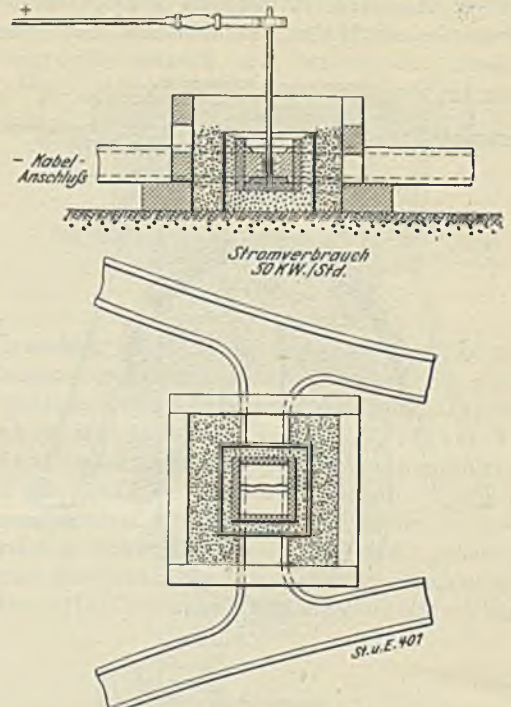 +
- Kabel-
Anschluß
Stromverbrauch
50 KW./Std.
St.u.E.401